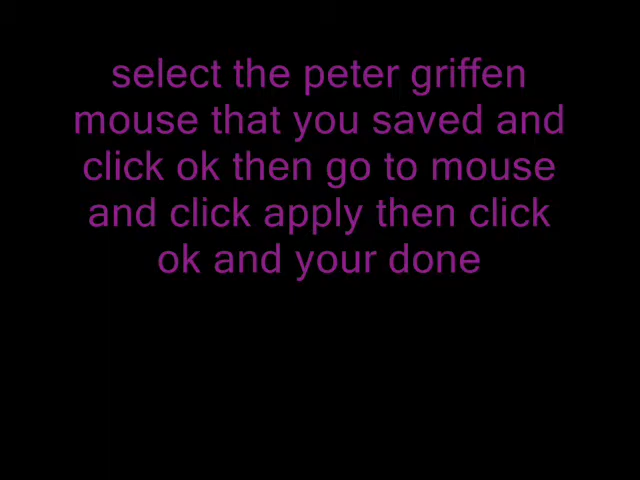 select the peter griffen
mouse that you saved and
click ok then go to mouse
and click apply then click
ok and your done